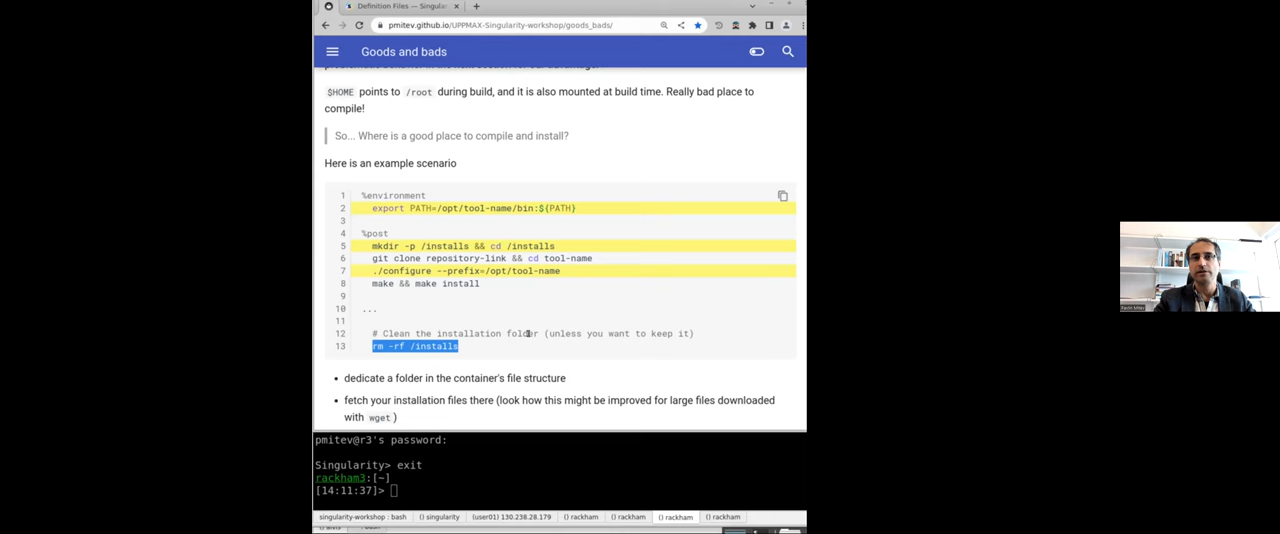 Definition Files — Singula
pmitev.github.io/UPPMAX-Singularity-workshop/goods_bads/
Goods and bads
$HOME points to /root during build, and it is also mounted at build time. Really bad place to
compile!
So... Where is a good place to compile and install?
Here is an example scenario
1 %environment
2 export PATH=/opt/tool-name/bin:${PATH}
3
4 %post
5 mkdir -p /installs && cd /installs
6 git clone repository-link && cd tool-name
7 ./configure --prefix=/opt/tool-name
8 make && make install
9
10 ...
11
12 # Clean the installation folder (unless you want to keep it)
13 rm -rf /installs
• dedicate a folder in the container's file structure
• fetch your installation files there (look how this might be improved for large files downloaded
with wget)
pmitev@r3's password:
Singularity> exit
rackham3:[~]
[14:11:37]>
singularity-workshop : bash () singularity (user01) 130.238.28.179 () rackham () rackham () rackham () rackham